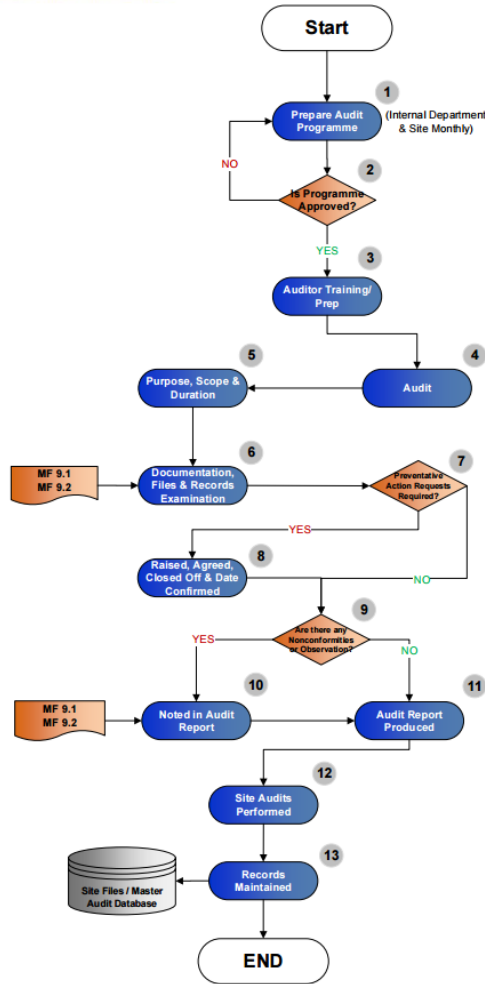 Start
1
Prepare Audit
Programme
(Internal Department
& Site Monthly)
2
NO
Is Programme
Approved?
YES
3
Auditor Training/
Prep
5
4
Purpose, Scope &
Duration
Audit
6
7
MF 9.1
MF 9.2
Documentation,
Files & Records
Examination
Preventative
Action Requests
Required?
YES
8
Raised, Agreed,
Closed Off & Date
Confirmed
NO
9
Are there any
Nonconformities
or Observation?
YES
NO
10
11
MF 9.1
MF 9.2
Noted in Audit
Report
Audit Report
Produced
12
Site Audits
Performed
13
Records
Maintained
Site Files / Master
Audit Database
END